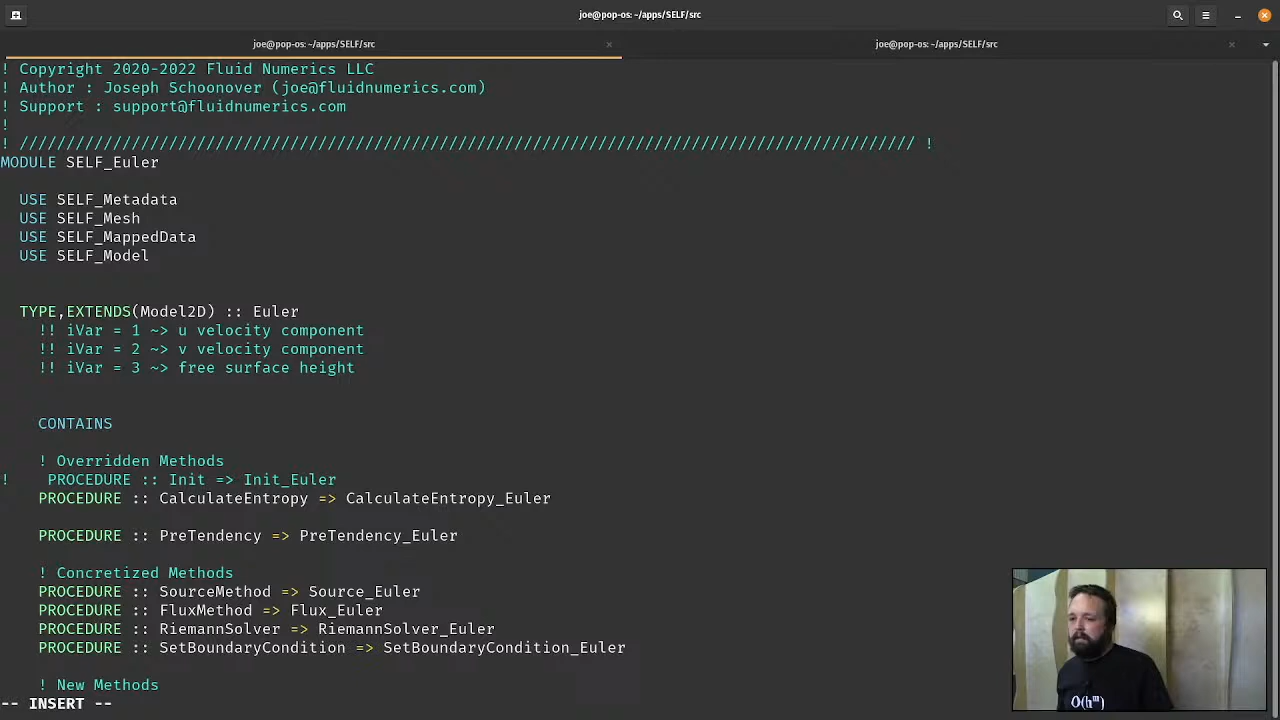 joe@pop-os: ~/apps/SELF/src
joe@pop-os: ~/apps/SELF/src
joe@pop-os: ~/apps/SELF/src
! Copyright 2020-2022 Fluid Numerics LLC
! Author : Joseph Schoonover (joe@fluidnumerics.com)
! Support : support@fluidnumerics.com
!
! //////////////////////////////////////////////////////////////////////////////////////////////// !
MODULE SELF_Euler
USE SELF_Metadata
USE SELF_Mesh
USE SELF_MappedData
USE SELF_Model
TYPE,EXTENDS(Model2D) :: Euler
!! iVar = 1 ~> u velocity component
!! iVar = 2 ~> v velocity component
!! iVar = 3 ~> free surface height
CONTAINS
! Overridden Methods
! PROCEDURE :: Init => Init_Euler
PROCEDURE :: CalculateEntropy => CalculateEntropy_Euler
PROCEDURE :: PreTendency => PreTendency_Euler
! Concretized Methods
PROCEDURE :: SourceMethod => Source_Euler
PROCEDURE :: FluxMethod => Flux_Euler
PROCEDURE :: RiemannSolver => RiemannSolver_Euler
PROCEDURE :: SetBoundaryCondition => SetBoundaryCondition_Euler
! New Methods
-- INSERT --
O(hᵐ)